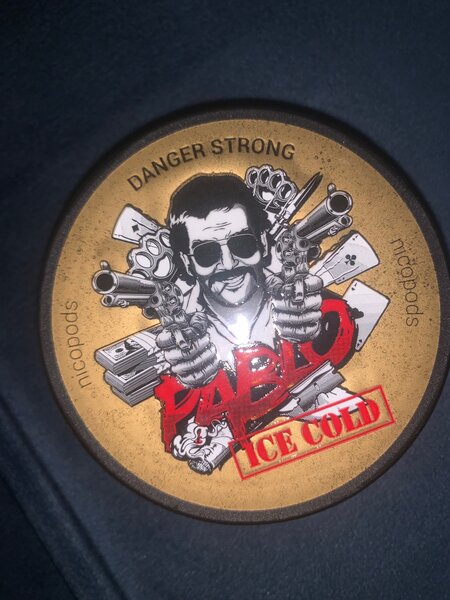 DANGER STRONG
nicopods
nicopods
PABLO
ICE COLD